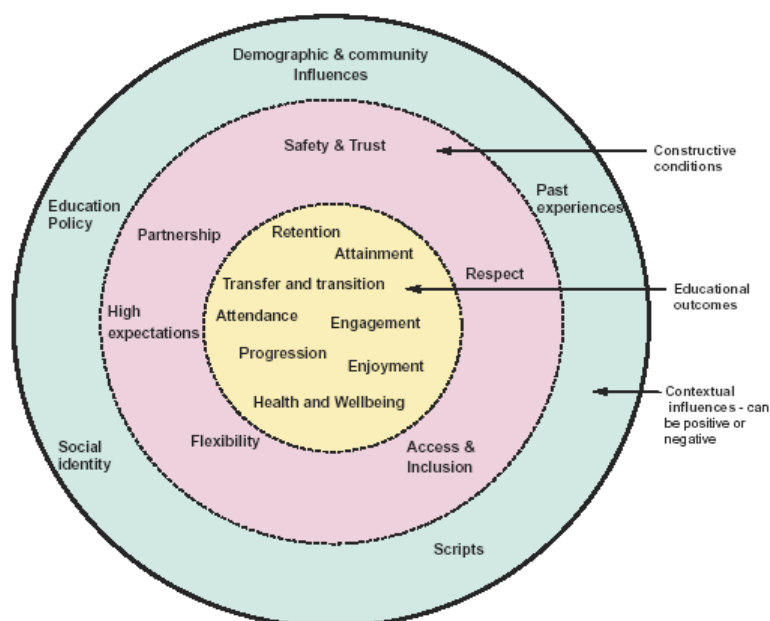 Demographic & community
Influences
Safety & Trust
Constructive
conditions
Education
Policy
Past
experiences
Partnership
Retention
Attainment
Respect
Transfer and transition
Educational
outcomes
High
expectations
Attendance
Engagement
Progression
Enjoyment
Health and Wellbeing
Contextual
influences - can
be positive or
negative
Flexibility
Access &
Inclusion
Social
identity
Scripts